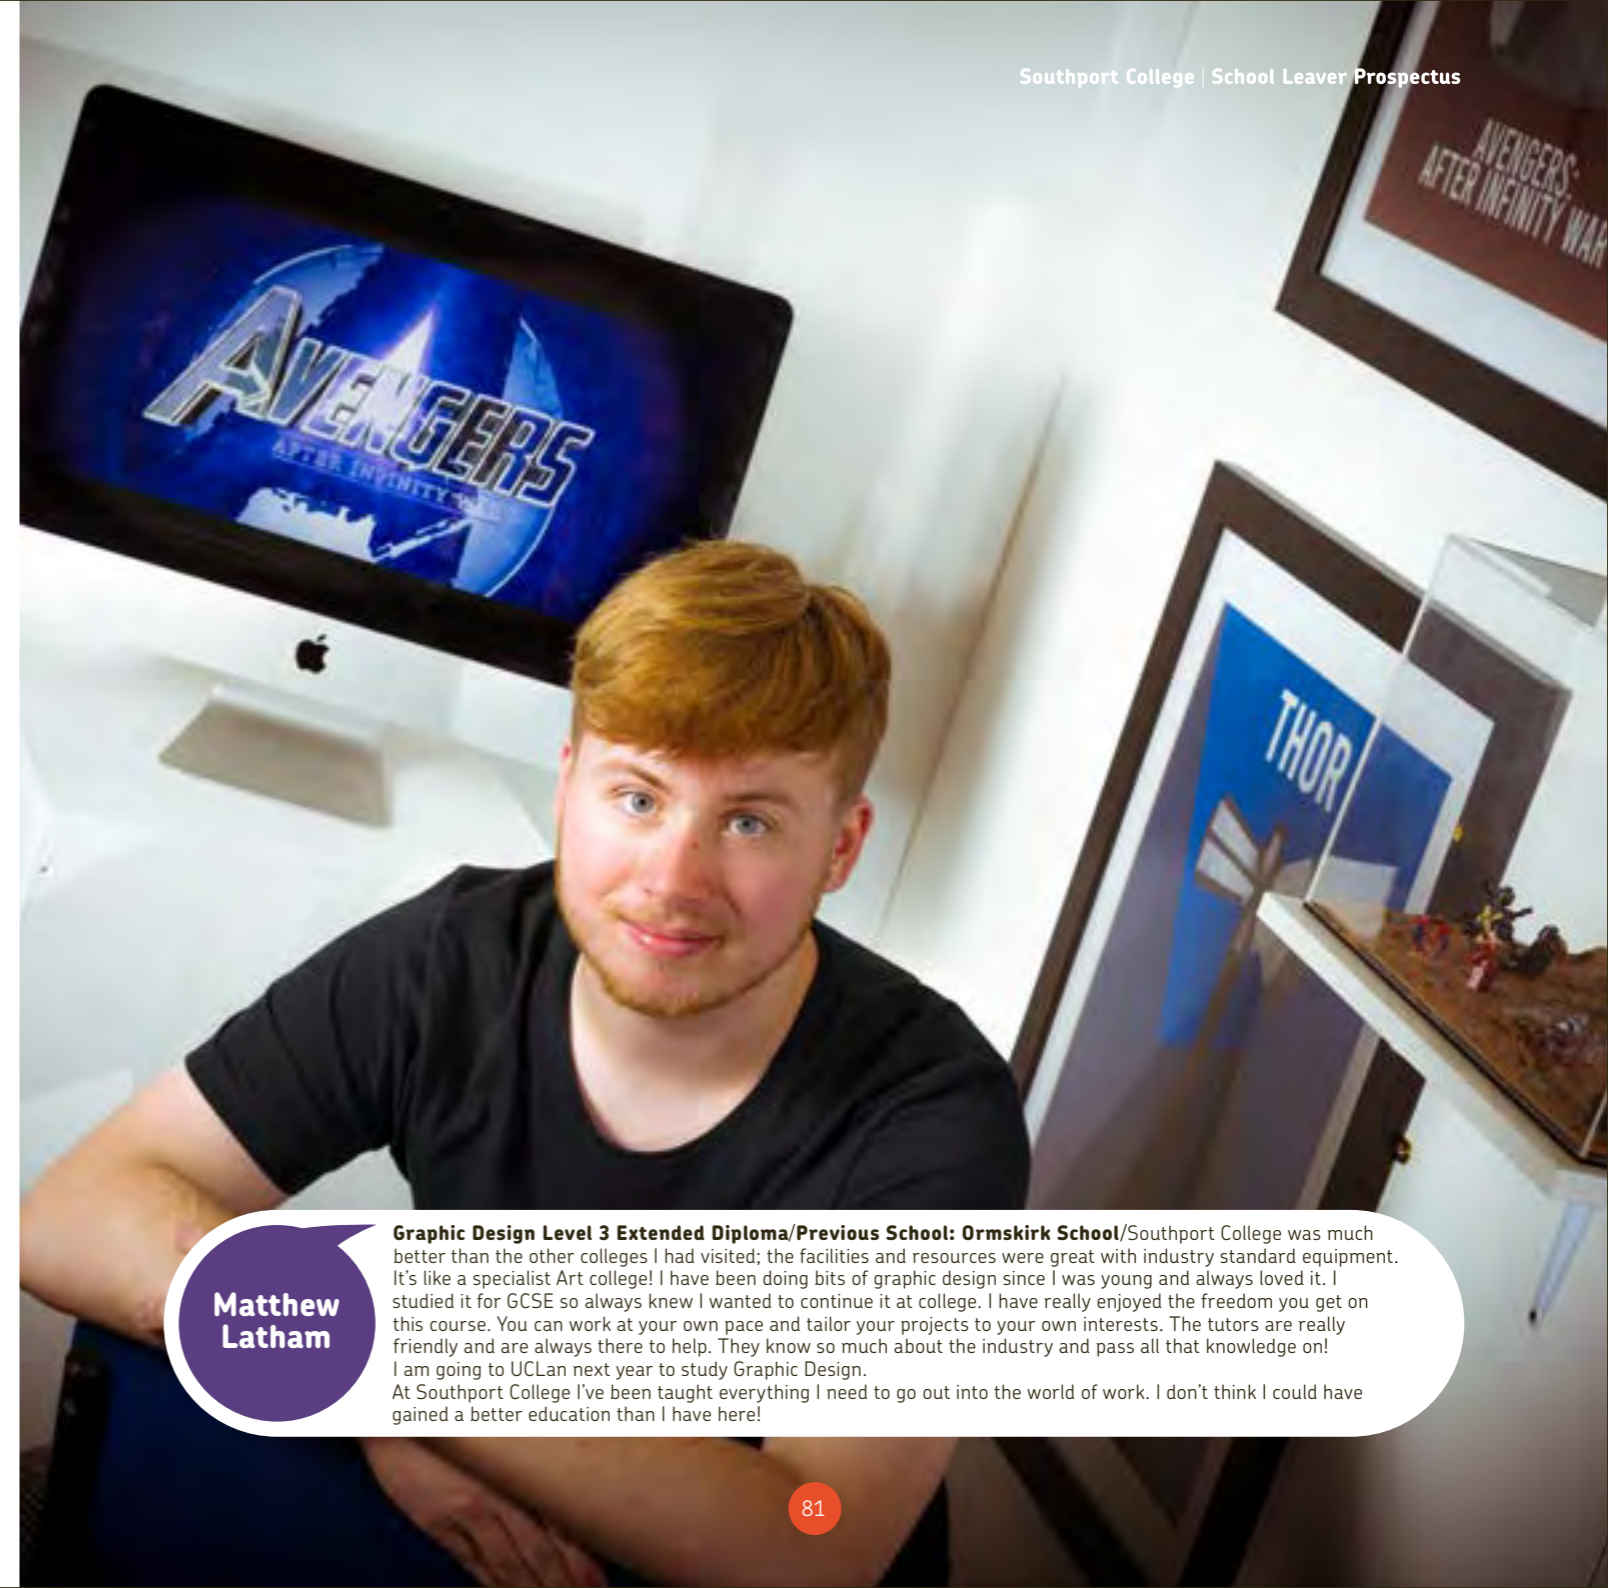 Southport College | School Leaver Prospectus
AVENGERS:
AFTER INFINITY WAR
AVENGERS
AFTER INFINITY WAR
THOR
Matthew
Latham
Graphic Design Level 3 Extended Diploma/Previous School: Ormskirk School/Southport College was much
better than the other colleges I had visited; the facilities and resources were great with industry standard equipment.
It's like a specialist Art college! I have been doing bits of graphic design since I was young and always loved it. I
studied it for GCSE so always knew I wanted to continue it at college. I have really enjoyed the freedom you get on
this course. You can work at your own pace and tailor your projects to your own interests. The tutors are really
friendly and are always there to help. They know so much about the industry and pass all that knowledge on!
I am going to UCLan next year to study Graphic Design.
At Southport College I've been taught everything I need to go out into the world of work. I don't think I could have
gained a better education than I have here!
81